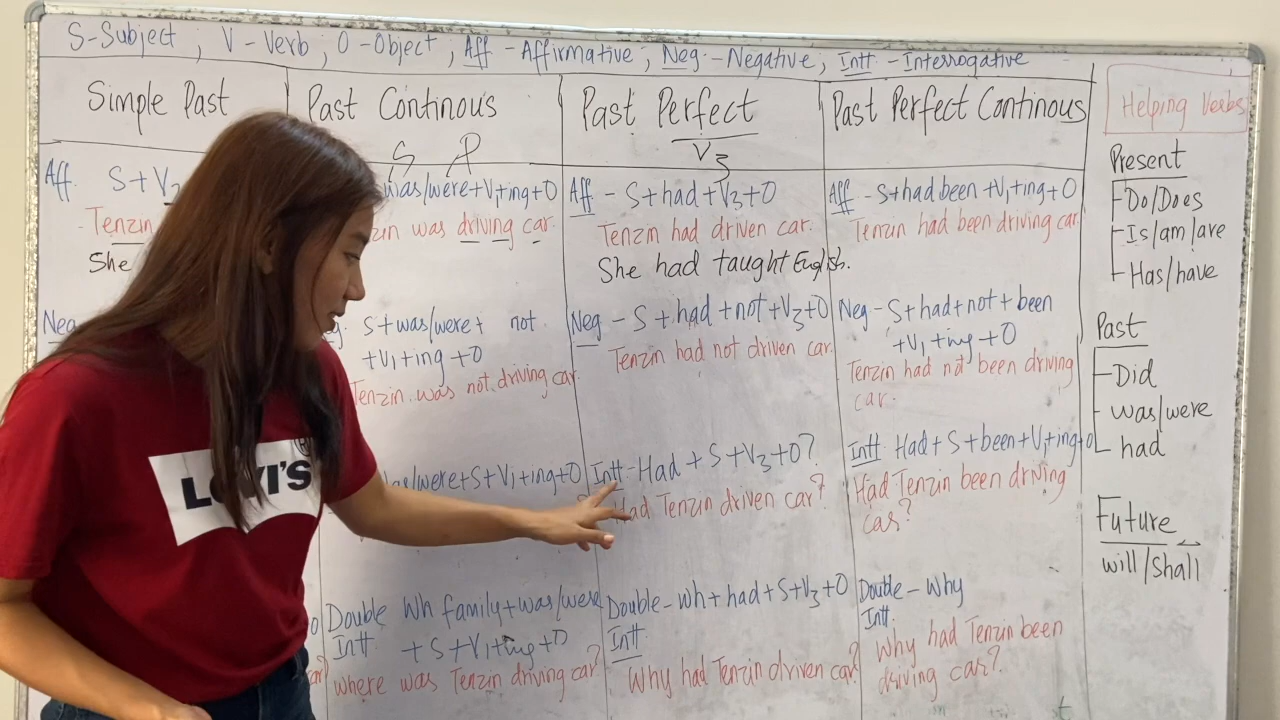 S-Subject ; V-Verb ; O-Object , Aff -Affirmative ; Neg-Negative , Intt -Interrogative
Simple Past
Aff. S+V2
Tenzin
She
Neg
Past Continous
S P
was/were+V1+ing+O
was driving car.
S+was/were+ not
+V1+ing+O
Tenzin was not driving car
/were+S+V1+ing+O
Double Wh family+was/were
Intt + S+V1+ing+O
where was Tenzin driving car?
Past Perfect
V3
Aff - S+had+V3+O
Tenzin had driven car.
She had taught English.
Neg - S+had+not+V3+O
Tenzin had not driven car.
Intt-Had+S+V3+O?
Had Tenzin driven car?
Double-Wh+had+S+V3+O
Intt
Why had Tenzin driven car?
Past Perfect Continous
Aff -S+had been+V1+ing+O
Tenzin had been driving car
Neg-S+had+not+been
+V1+ing+O
Tenzin had not been driving
car.
Intt Had+S+been+V1+ing+O
Had Tenzin been driving
car?
Double-Why
Intt.
Why had Tenzin been
driving car?
Helping Verbs
Present
Do/Does
Is/am/are
Has/have
Past
Did
was/were
had
Future
will/shall
LEVI'S
®